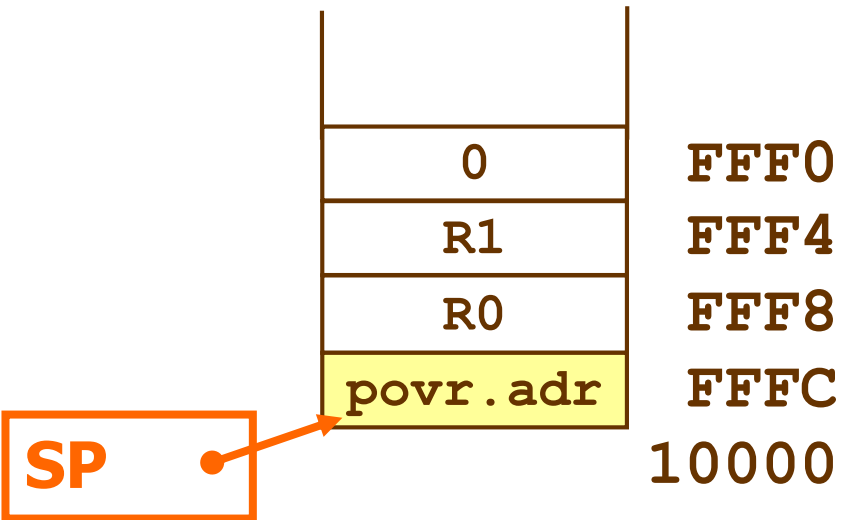 0 FFF0
R1 FFF4
R0 FFF8
povr.adr FFFC
SP 10000